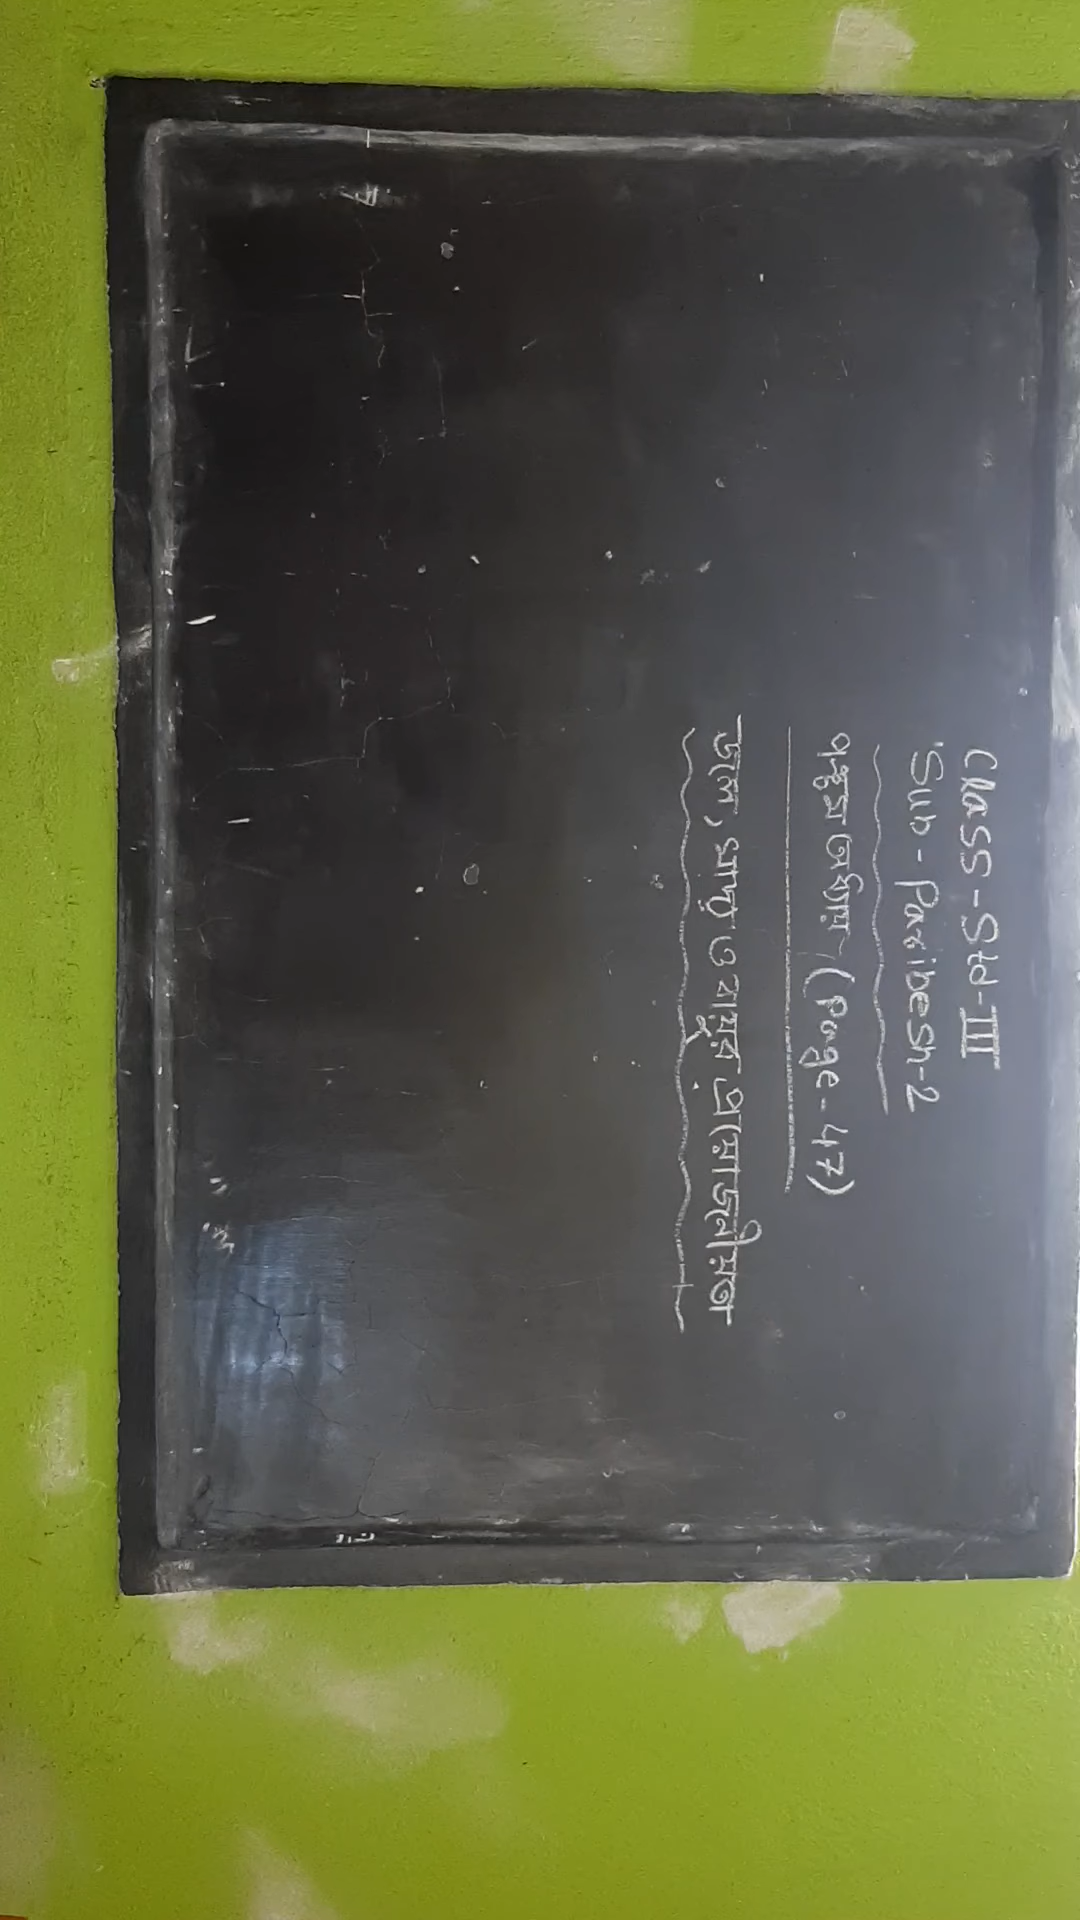 Class-Std-III
Sub-Paribesh-2
পঞ্চম অধ্যায় (Page-47)
জল, ধাতু ও বায়ুর প্রয়োজনীয়তা